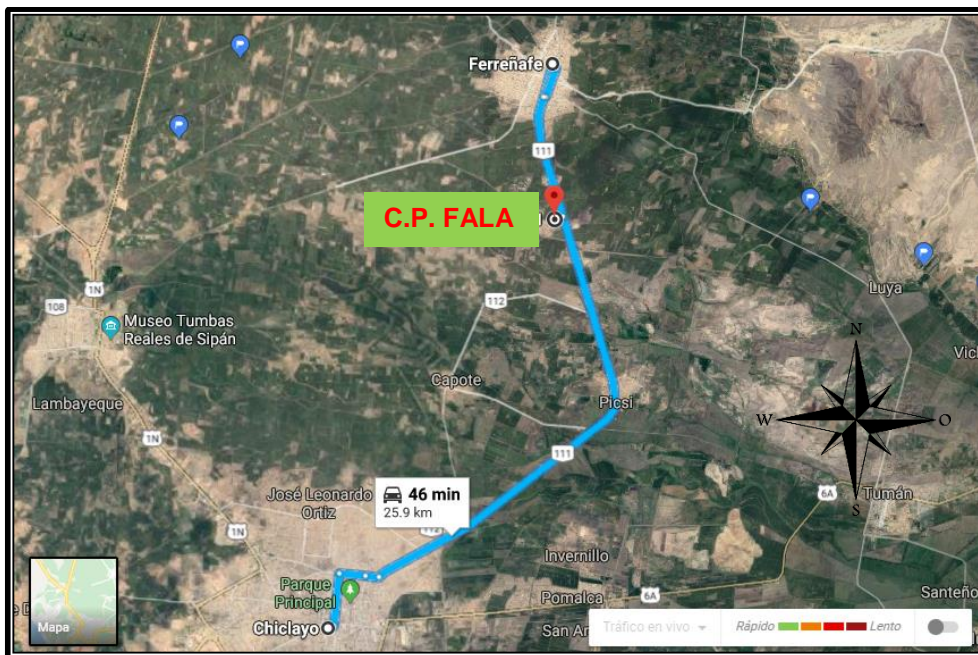 Ferreñafe
111
C.P. FALA
112
Luya
1N
108
Museo Tumbas
Reales de Sipán
N
W
O
S
Capote
Picsi
Lambayeque
1N
111
46 min
25.9 km
José Leonardo
Ortiz
1N
112
6A
Tumán
Invernillo
Parque
Principal
Pomalca
6A
Santeño
Mapa
Chiclayo
San
Tráfico en vivo
Rápido
Lento